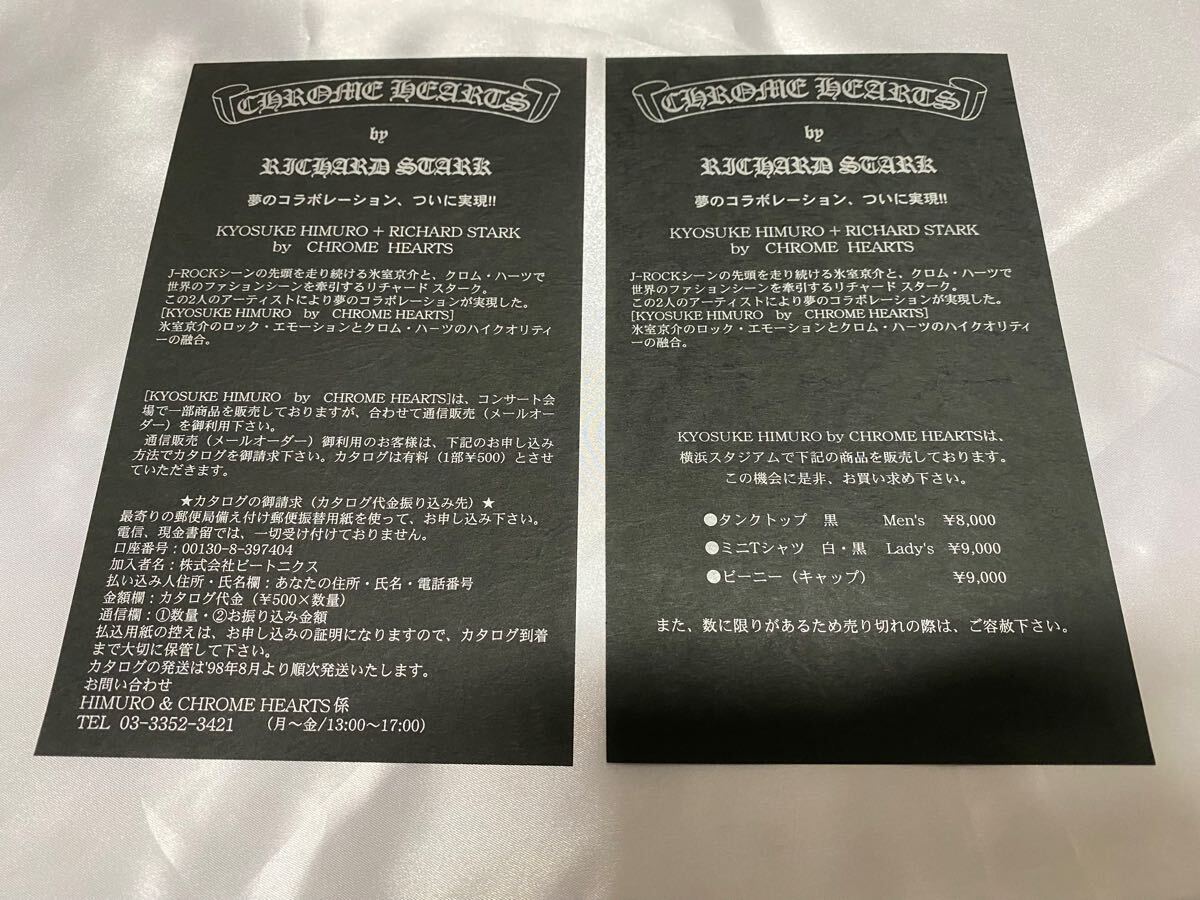 CHROME HEARTS
by
RICHARD STARK
夢のコラボレーション、ついに実現!!
KYOSUKE HIMURO + RICHARD STARK
by CHROME HEARTS
J-ROCKシーンの先頭を走り続ける氷室京介と、クロム・ハーツで
世界のファッションシーンを牽引するリチャード スターク。
この2人のアーティストにより夢のコラボレーションが実現した。
[KYOSUKE HIMURO by CHROME HEARTS]
氷室京介のロック・エモーションとクロム・ハーツのハイクオリティ
ーの融合。
[KYOSUKE HIMURO by CHROME HEARTS]は、コンサート会
場で一部商品を販売しておりますが、合わせて通信販売（メールオー
ダー）を御利用下さい。
通信販売（メールオーダー）御利用のお客様は、下記のお申し込み
方法でカタログを御請求下さい。カタログは有料（1部¥500）とさせ
ていただきます。
★カタログの御請求（カタログ代金振り込み先）★
最寄りの郵便局備え付け郵便振替用紙を使って、お申し込み下さい。
電信、現金書留では、一切受け付けておりません。
口座番号：00130-8-397404
加入者名：株式会社ビートニクス
払い込み人住所・氏名欄：あなたの住所・氏名・電話番号
金額欄：カタログ代金（¥500×数量）
通信欄：①数量・②お振り込み金額
払込用紙の控えは、お申し込みの証明になりますので、カタログ到着
まで大切に保管して下さい。
カタログの発送は'98年8月より順次発送いたします。
お問い合わせ
HIMURO & CHROME HEARTS係
TEL 03-3352-3421 （月～金/13:00～17:00）
CHROME HEARTS
by
RICHARD STARK
夢のコラボレーション、ついに実現!!
KYOSUKE HIMURO + RICHARD STARK
by CHROME HEARTS
J-ROCKシーンの先頭を走り続ける氷室京介と、クロム・ハーツで
世界のファッションシーンを牽引するリチャード スターク。
この2人のアーティストにより夢のコラボレーションが実現した。
[KYOSUKE HIMURO by CHROME HEARTS]
氷室京介のロック・エモーションとクロム・ハーツのハイクオリティ
ーの融合。
KYOSUKE HIMURO by CHROME HEARTSは、
横浜スタジアムで下記の商品を販売しております。
この機会に是非、お買い求め下さい。
●タンクトップ 黒 Men's ¥8,000
●ミニTシャツ 白・黒 Lady's ¥9,000
●ビーニー（キャップ） ¥9,000
また、数に限りがあるため売り切れの際は、ご容赦下さい。